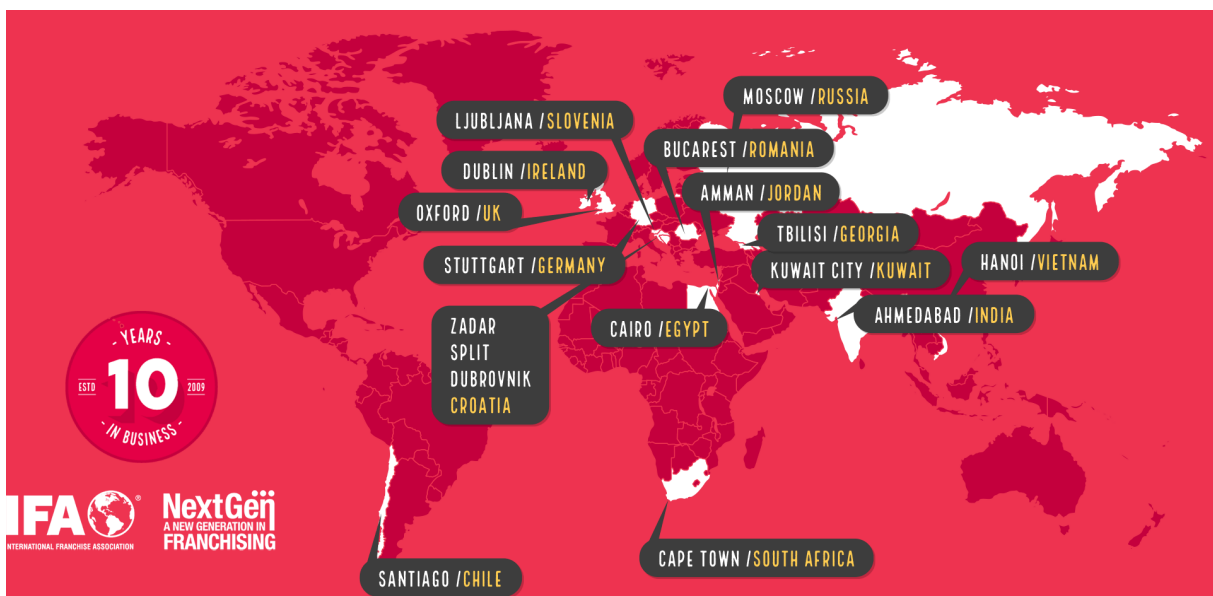 MOSCOW /RUSSIA
LJUBLJANA /SLOVENIA
BUCAREST /ROMANIA
DUBLIN /IRELAND
AMMAN /JORDAN
OXFORD /UK
TBILISI /GEORGIA
STUTTGART /GERMANY
KUWAIT CITY /KUWAIT
HANOI /VIETNAM
AHMEDABAD /INDIA
CAIRO /EGYPT
ZADAR
SPLIT
DUBROVNIK
CROATIA
- YEARS -
ESTD 10 2009
- IN BUSINESS -
IFA®
INTERNATIONAL FRANCHISE ASSOCIATION
NextGen
A NEW GENERATION IN
FRANCHISING
CAPE TOWN /SOUTH AFRICA
SANTIAGO /CHILE